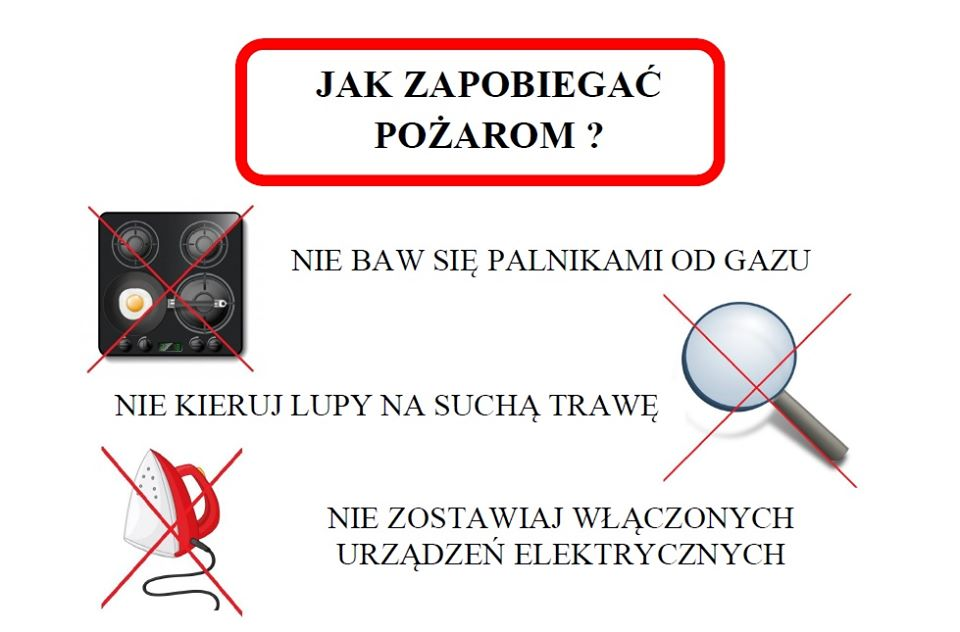 JAK ZAPOBIEGAĆ
POŻAROM ?
NIE BAW SIĘ PALNIKAMI OD GAZU
NIE KIERUJ LUPY NA SUCHĄ TRAWĘ
NIE ZOSTAWIAJ WŁĄCZONYCH
URZĄDZEŃ ELEKTRYCZNYCH